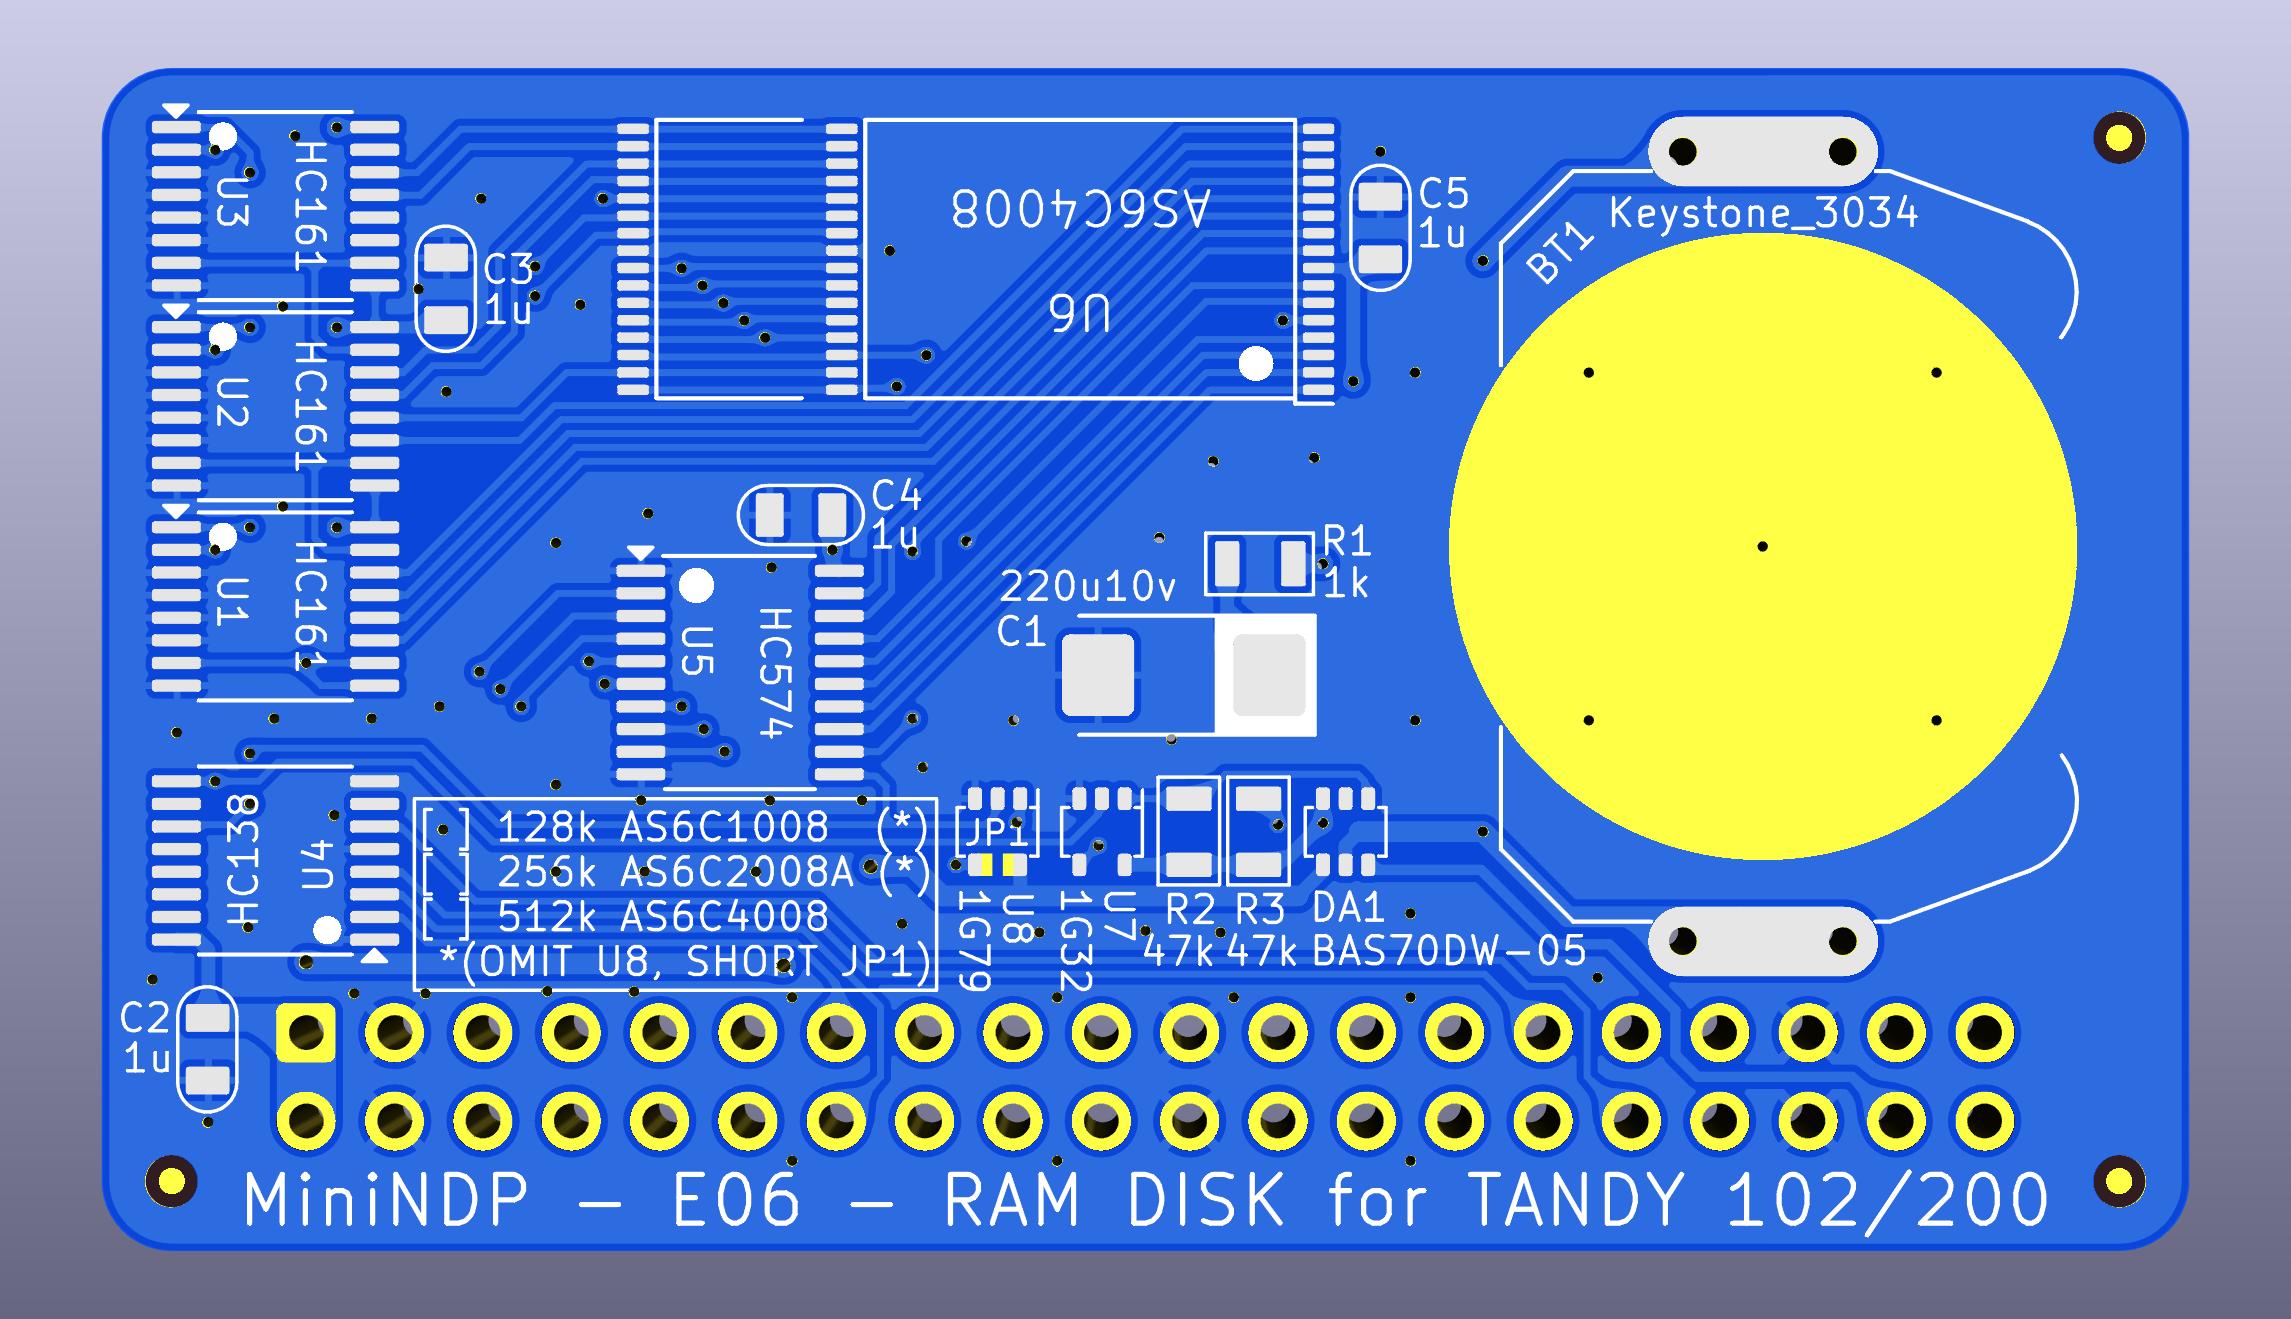 U3
HC161
C3
1u
AS6C4008
U6
C5
1u
Keystone_3034
BT1
U2
HC161
C4
1u
U1
HC161
U5
HC574
R1
1k
220u10v
C1
HC138
U4
[ ] 128k AS6C1008 (*)
[ ] 256k AS6C2008A (*)
[ ] 512k AS6C4008
*(OMIT U8, SHORT JP1)
JP1
U8
1G79
U7
1G32
R2
47k
R3
47k
DA1
BAS70DW-05
C2
1u
MiniNDP - E06 - RAM DISK for TANDY 102/200